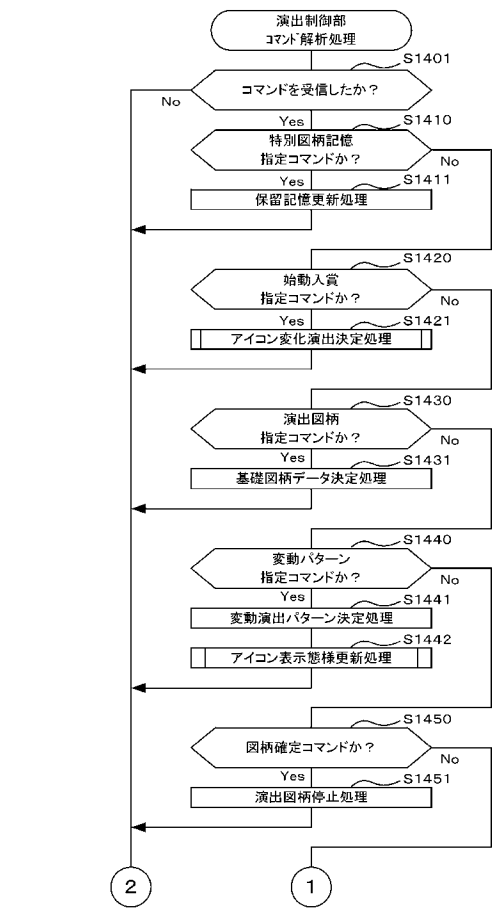 演出制御部
コマンド解析処理
S1401
コマンドを受信したか？
No
Yes
S1410
特別図柄記憶
指定コマンドか？
No
Yes
S1411
保留記憶更新処理
S1420
始動入賞
指定コマンドか？
No
Yes
S1421
アイコン変化演出決定処理
S1430
演出図柄
指定コマンドか？
No
Yes
S1431
基礎図柄データ決定処理
S1440
変動パターン
指定コマンドか？
No
Yes
S1441
変動演出パターン決定処理
S1442
アイコン表示態様更新処理
S1450
図柄確定コマンドか？
No
Yes
S1451
演出図柄停止処理
2
1